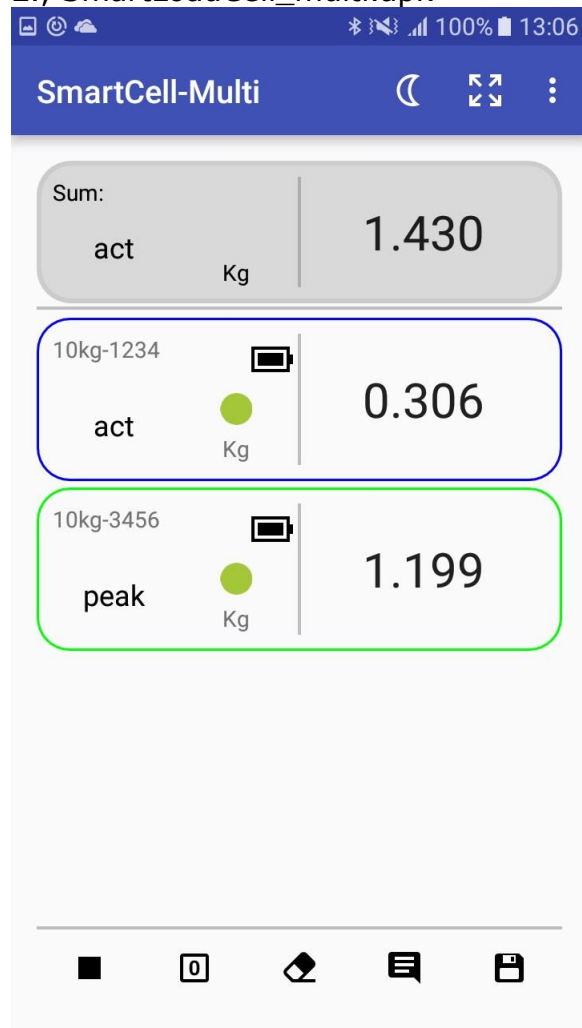 100% 13:06
SmartCell-Multi
Sum:
act
Kg
1.430
10kg-1234
act
Kg
0.306
10kg-3456
peak
Kg
1.199
0